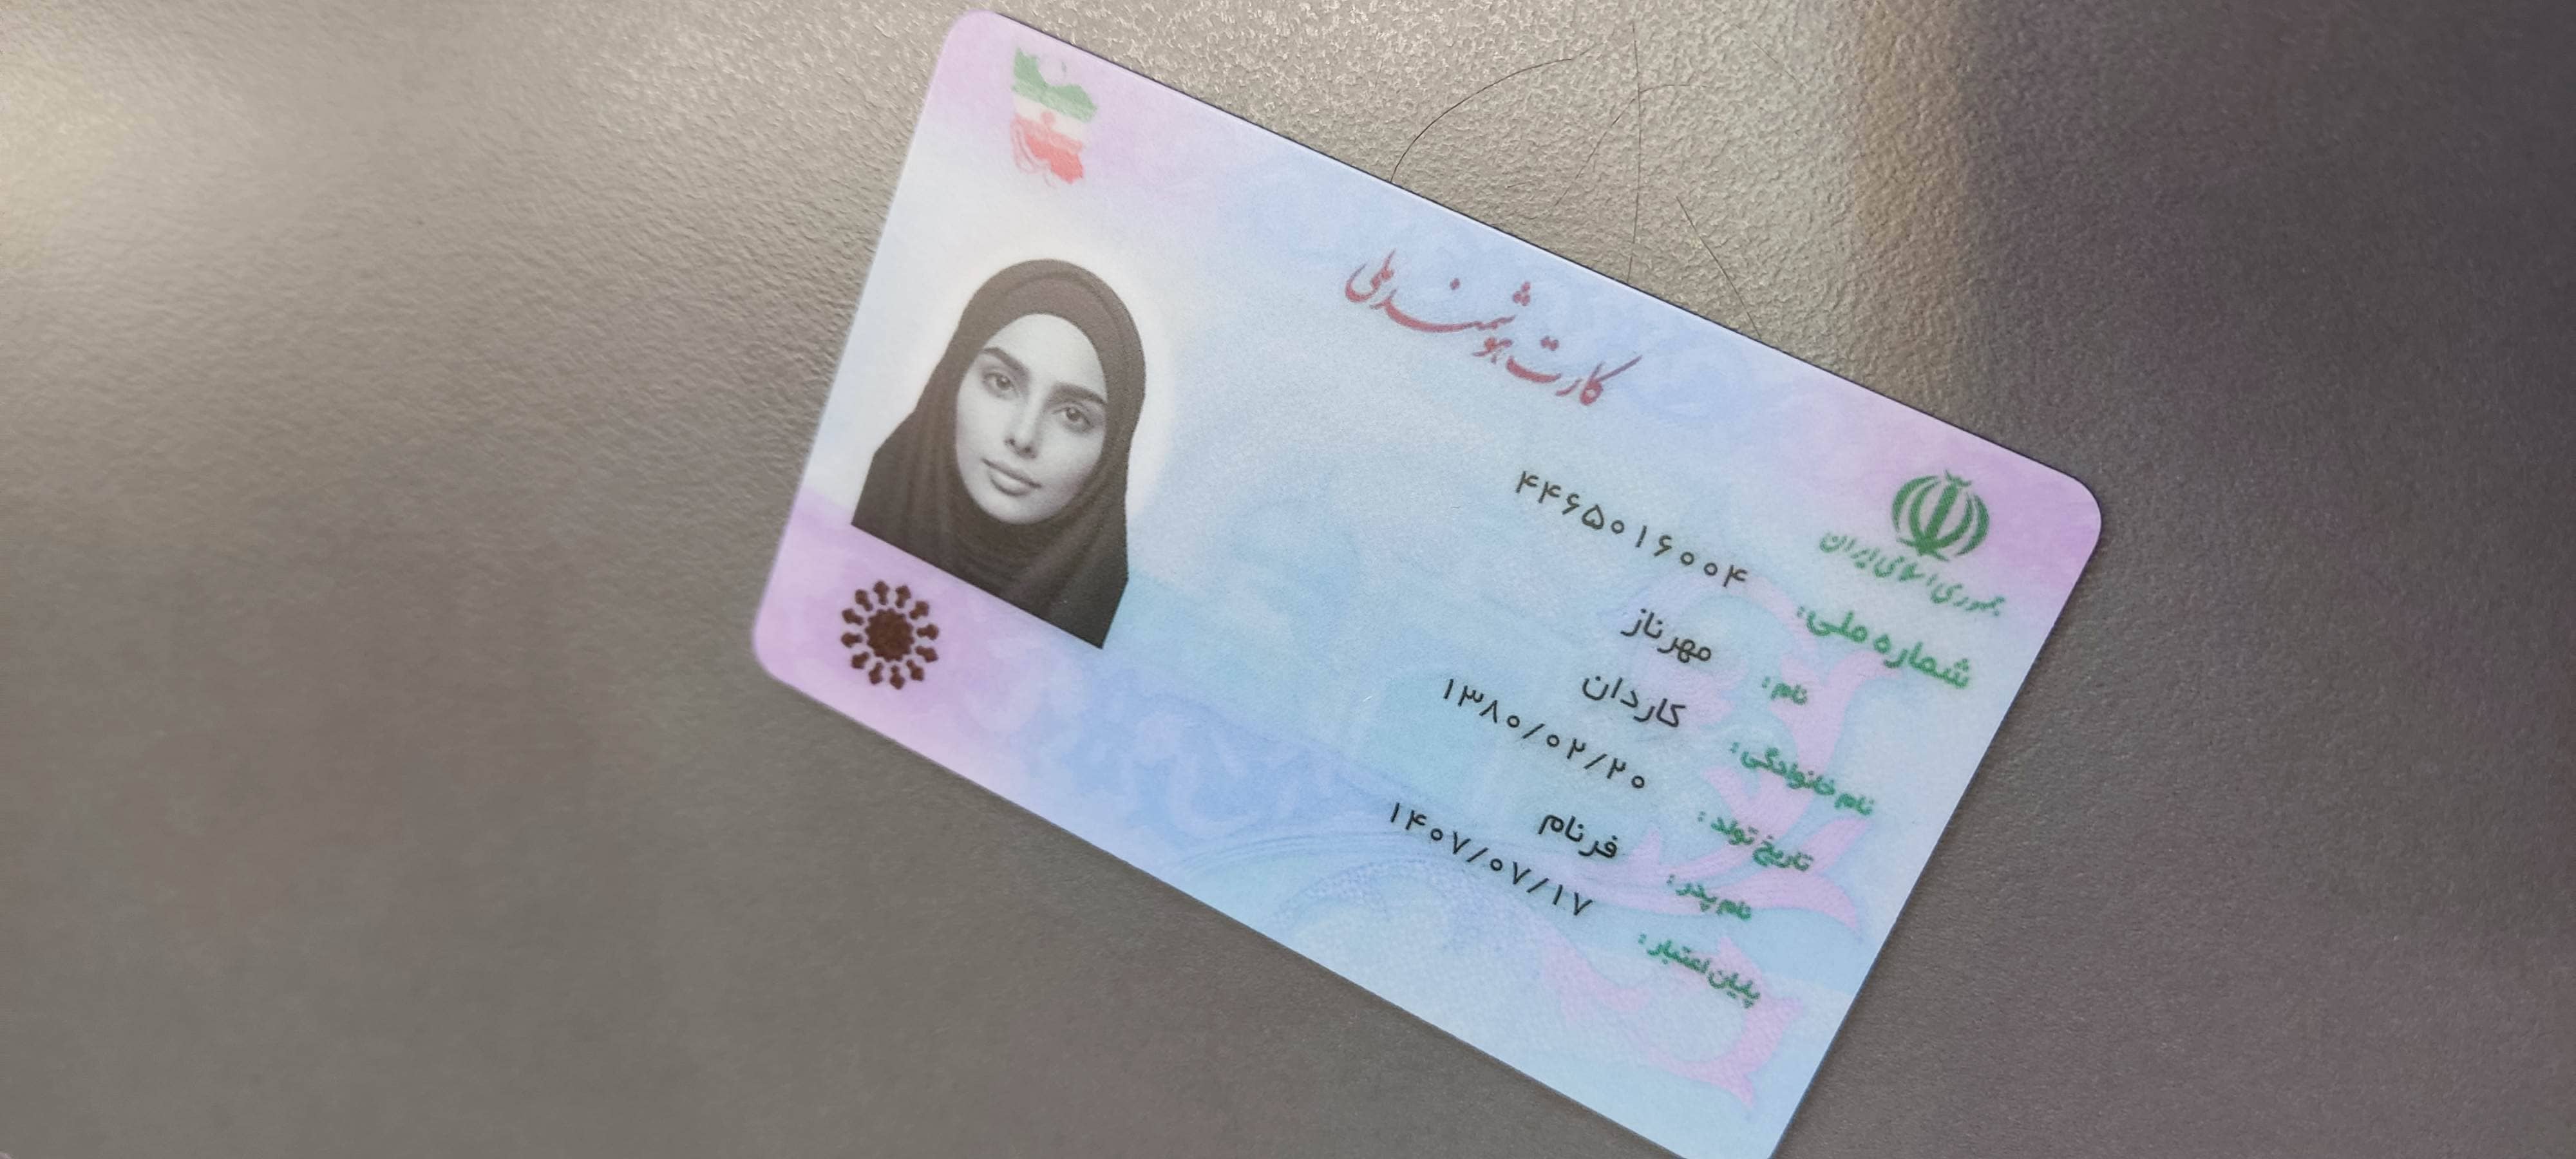 کارت هوشمند ملی
جمهوری اسلامی ایران
شماره ملی: ۴۴۶۵۰۱۶۰۰۴
نام: مهرناز
نام خانوادگی: کاردان
تاریخ تولد: ۱۳۸۰/۰۲/۲۰
نام پدر: فرنام
پایان اعتبار: ۱۴۰۷/۰۷/۱۷